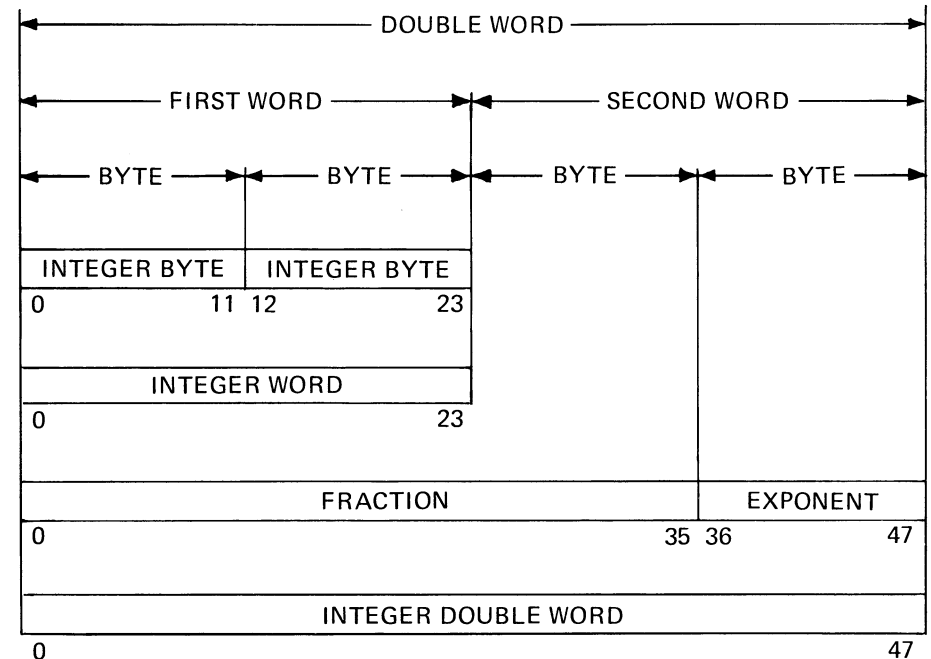 DOUBLE WORD
FIRST WORD SECOND WORD
BYTE BYTE BYTE BYTE
INTEGER BYTE INTEGER BYTE
0 11 12 23
INTEGER WORD
0 23
FRACTION EXPONENT
0 35 36 47
INTEGER DOUBLE WORD
0 47